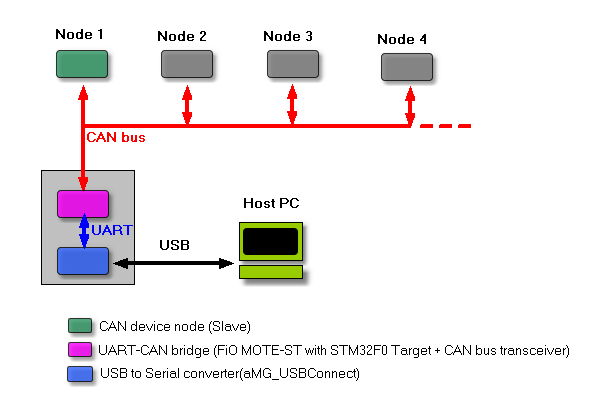 Node 1
Node 2
Node 3
Node 4
CAN bus
UART
Host PC
USB
CAN device node (Slave)
UART-CAN bridge (FiO MOTE-ST with STM32F0 Target + CAN bus transceiver)
USB to Serial converter(aMG_USBConnect)